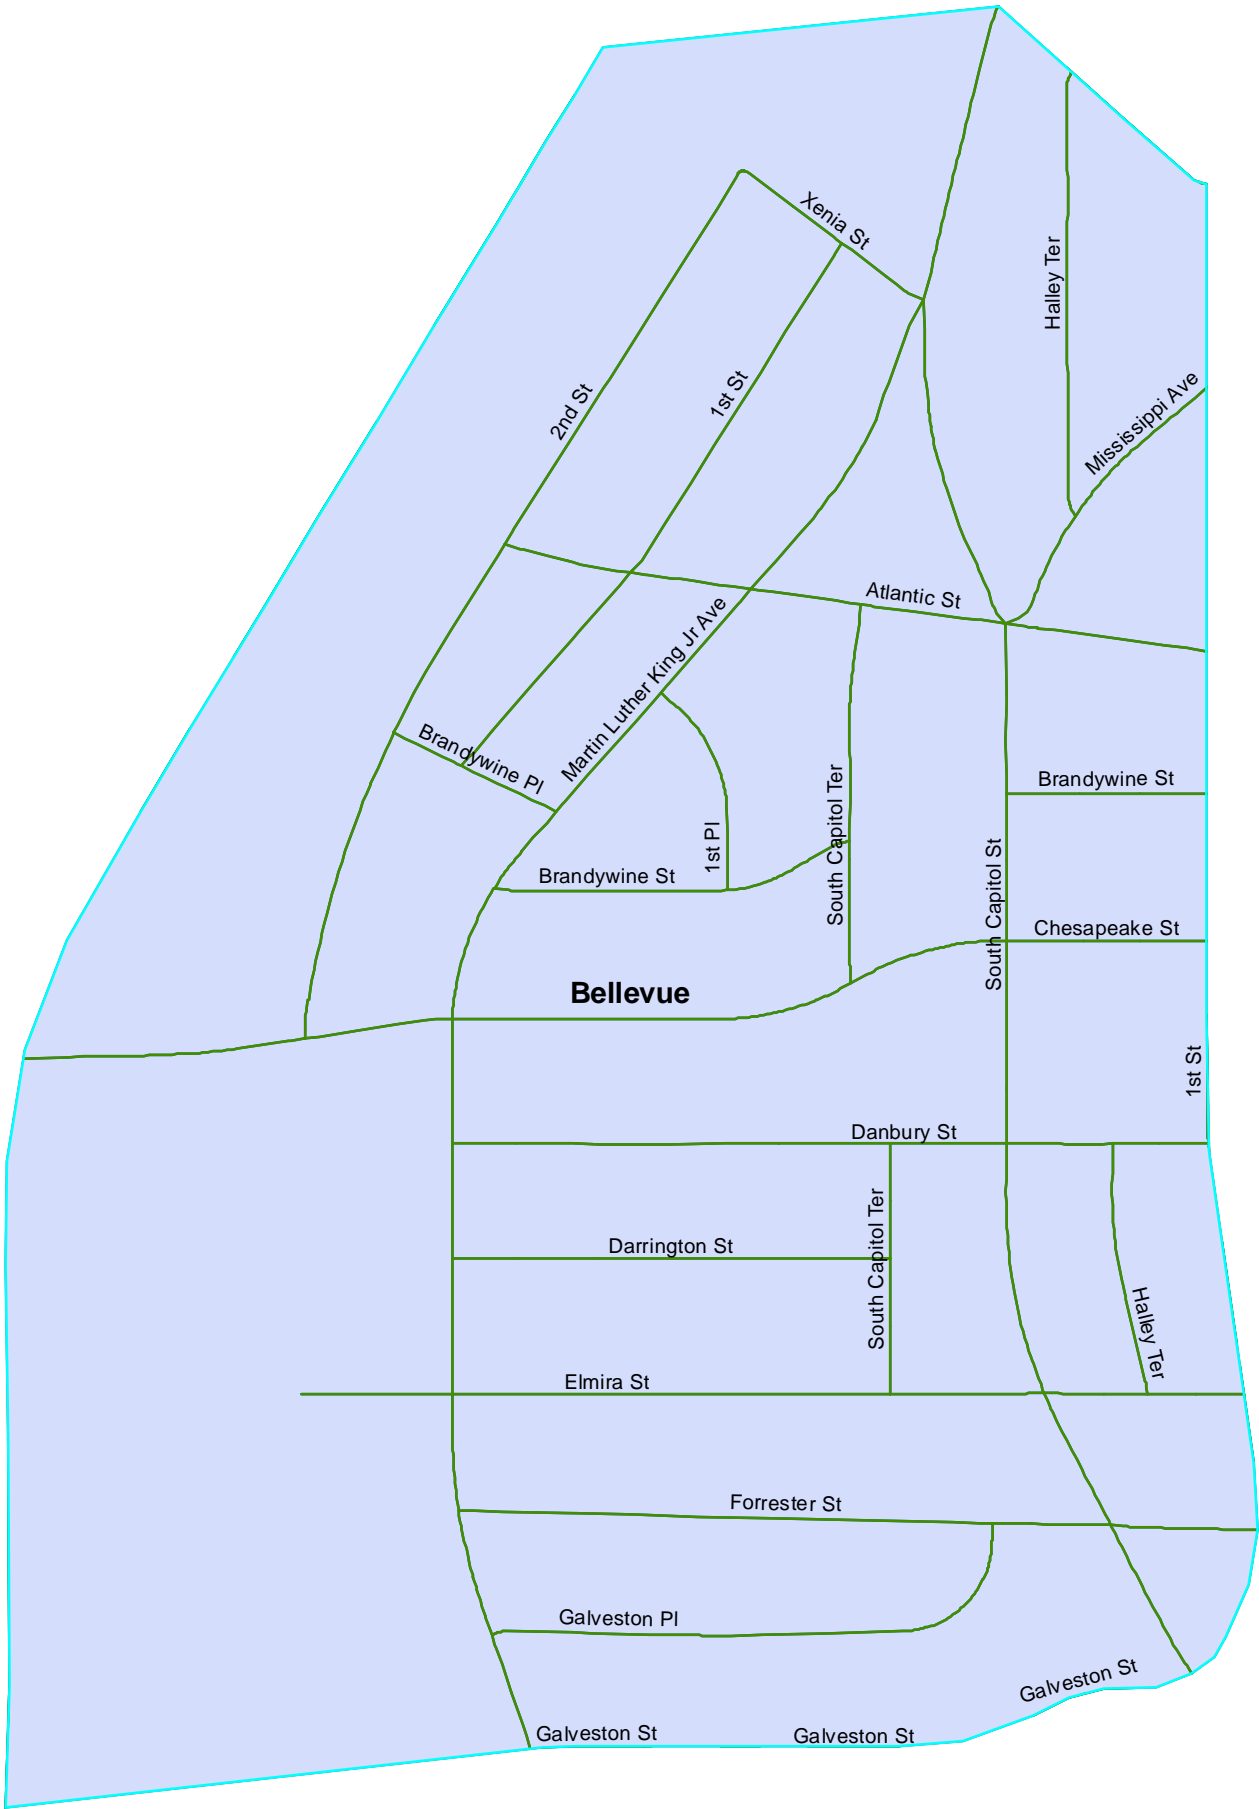 Xenia St
Halley Ter
2nd St
1st St
Mississippi Ave
Atlantic St
Martin Luther King Jr Ave
Brandywine Pl
Brandywine St
1st Pl
South Capitol Ter
South Capitol St
Brandywine St
Chesapeake St
Bellevue
1st St
Danbury St
Darrington St
South Capitol Ter
Halley Ter
Elmira St
Forrester St
Galveston Pl
Galveston St
Galveston St
Galveston St